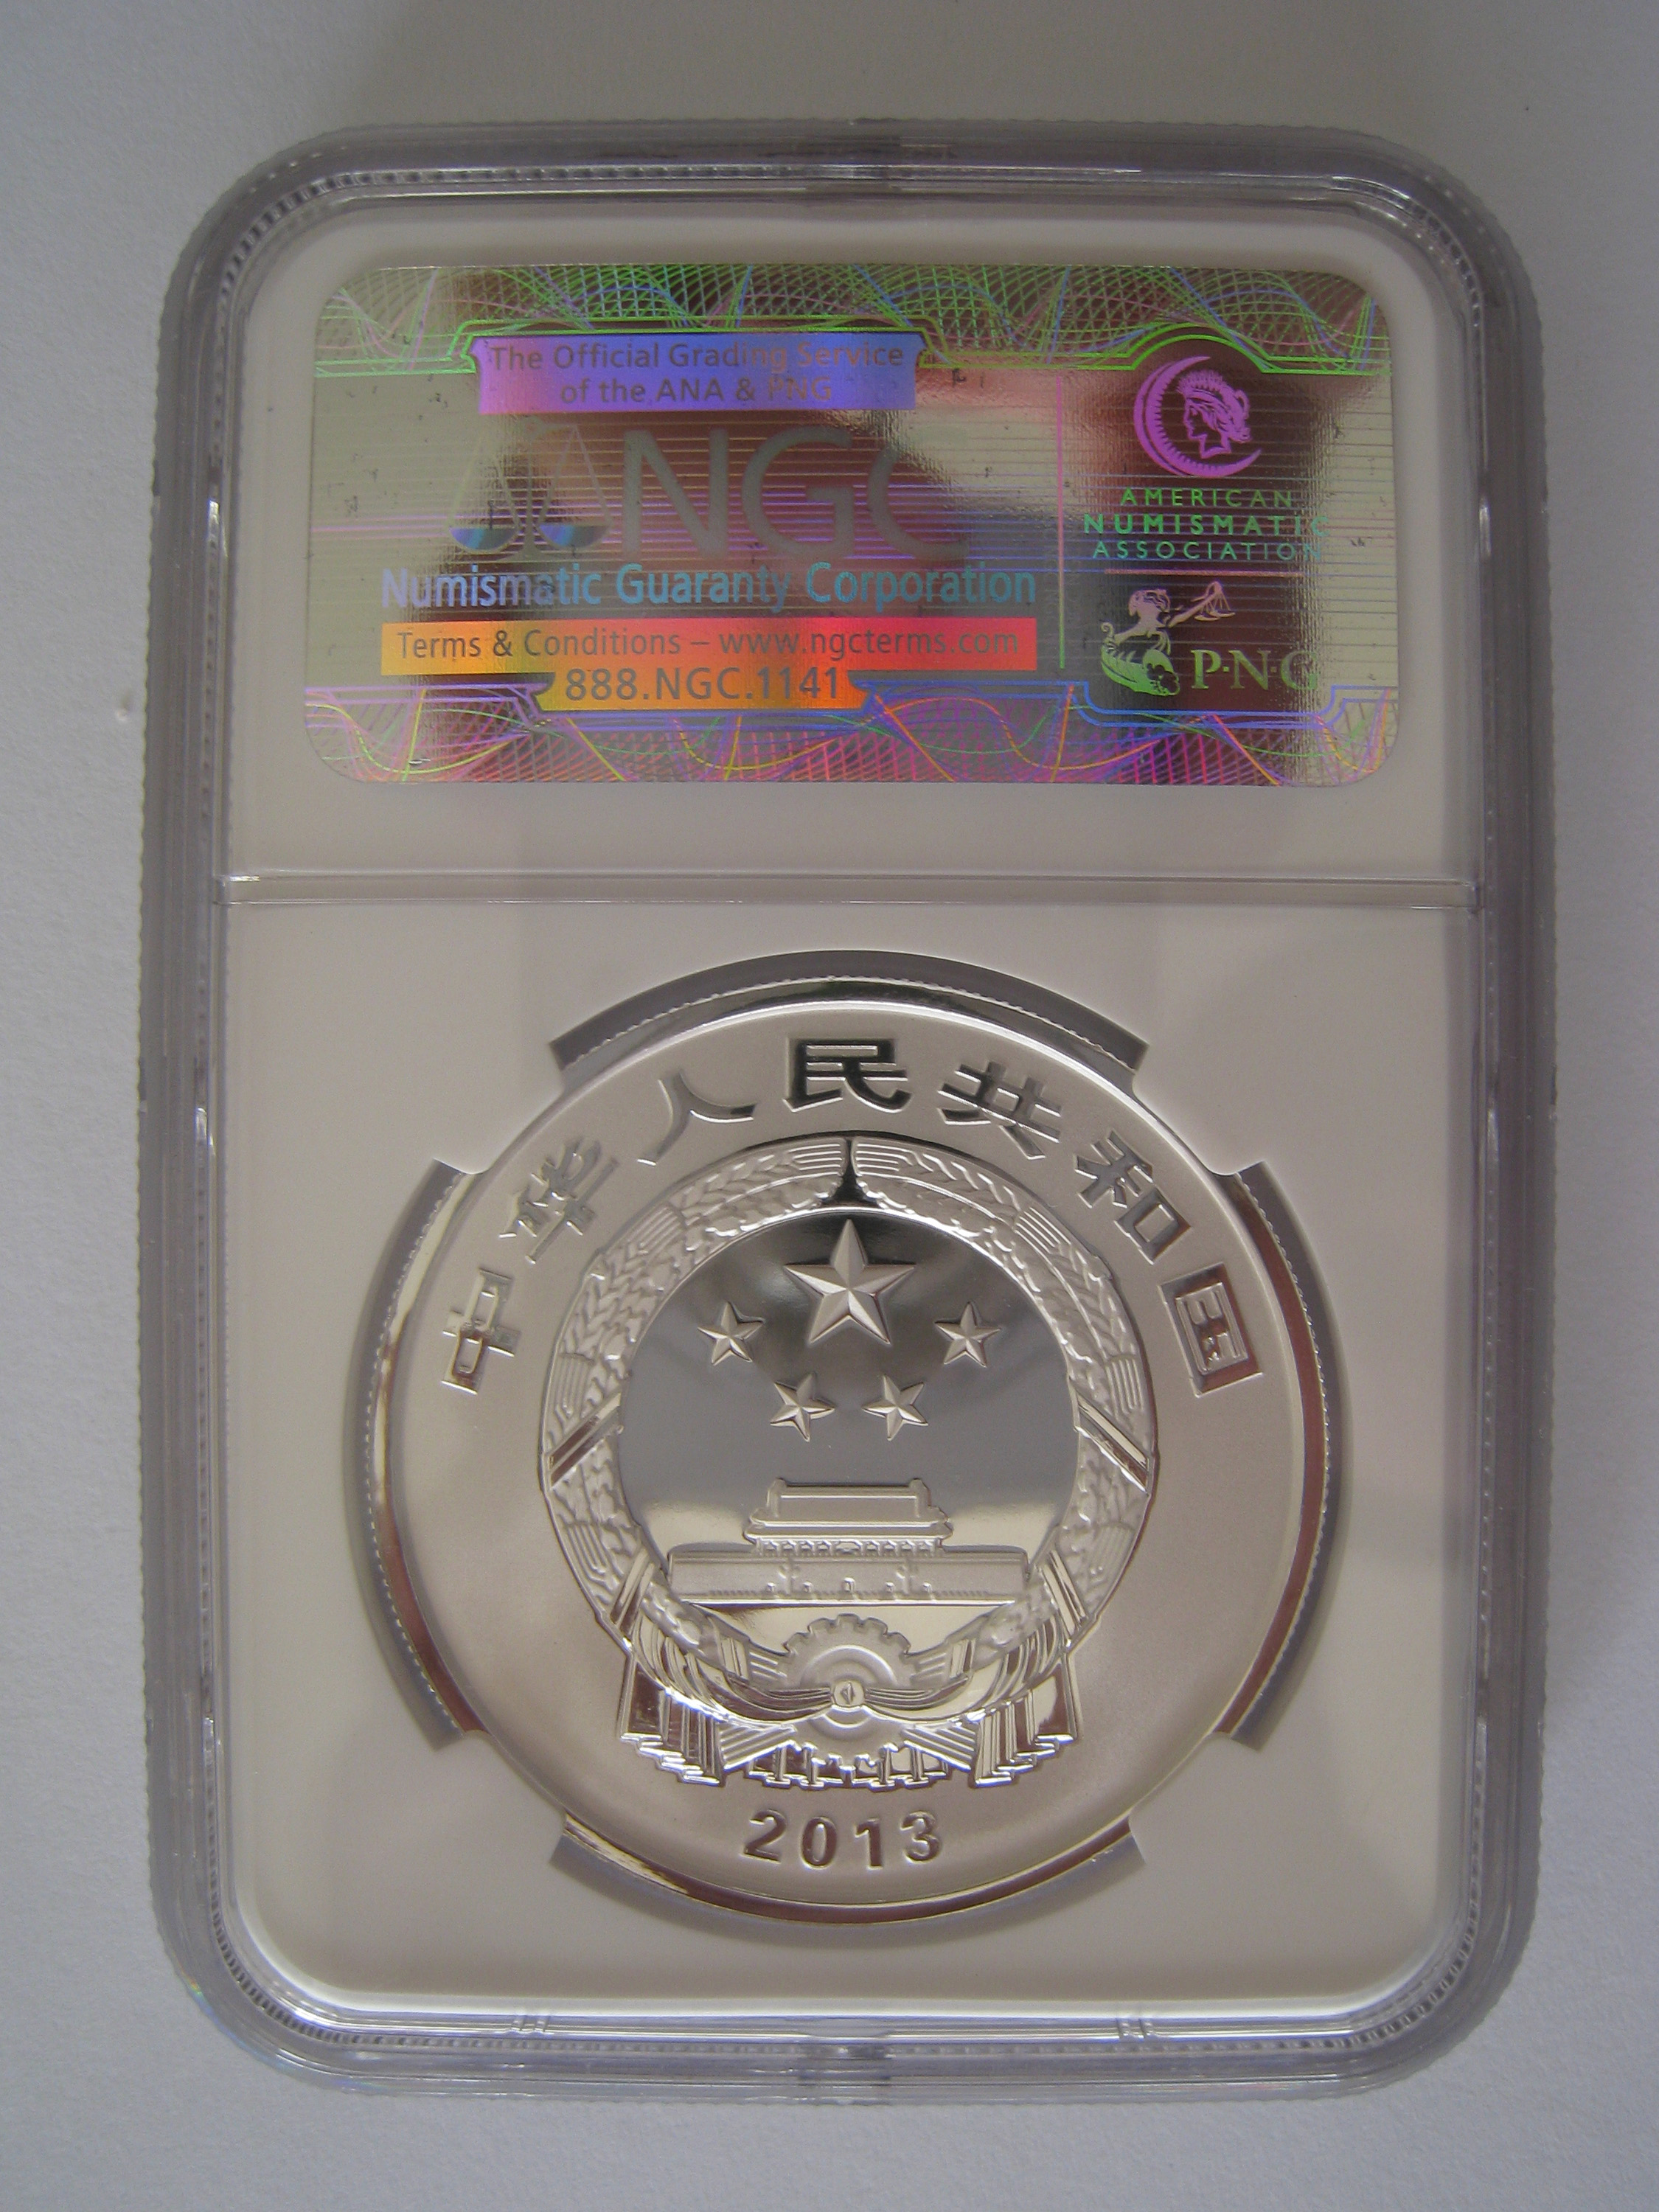 The Official Grading Service
of the ANA & PNG
NGC
Numismatic Guaranty Corporation
Terms & Conditions – www.ngcterms.com
888.NGC.1141
AMERICAN
NUMISMATIC
ASSOCIATION
P·N·G
中华人民共和国
2013